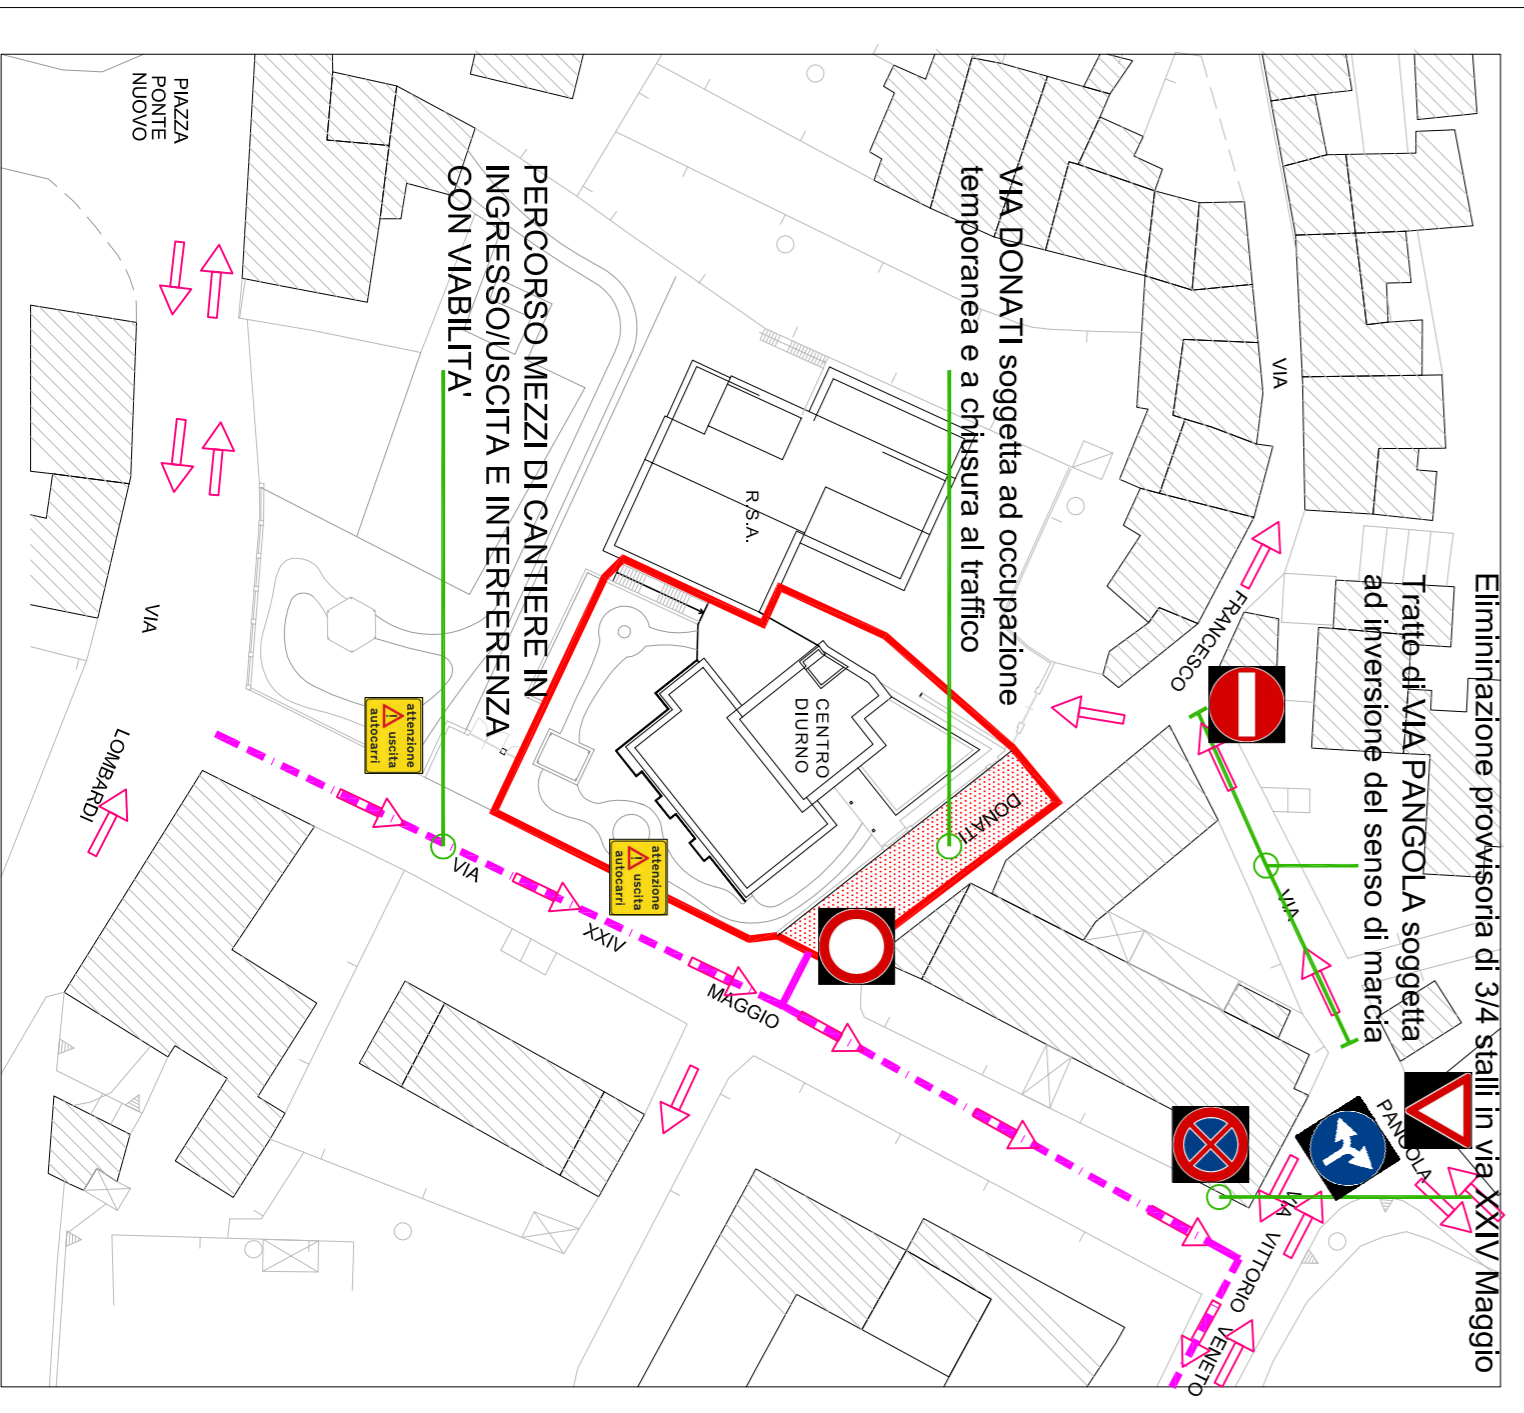 Elimininazione provvisoria di 3/4 stalli in via XXIV Maggio
Tratto di VIA PANGOLA soggetta
ad inversione del senso di marcia
VIA DONATI soggetta ad occupazione
temporanea e a chiusura al traffico
PERCORSO MEZZI DI CANTIERE IN
INGRESSO/USCITA E INTERFERENZA
CON VIABILITA'
PIAZZA
PONTE
NUOVO
VIA
FRANCESCO
R.S.A.
CENTRO
DIURNO
DONATI
VIA
PANGOLA
VIA
VITTORIO
VENETO
VIA
XXIV
MAGGIO
VIA
LOMBARDI
attenzione
uscita
autocarri
attenzione
uscita
autocarri